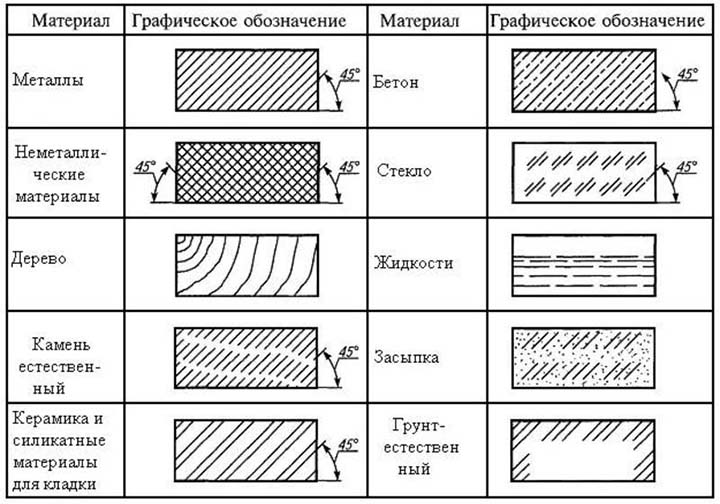 Материал Графическое обозначение Материал Графическое обозначение
Металлы 45° Бетон 45°
Неметалли-
ческие
материалы
45° 45° Стекло 45°
Дерево Жидкости
Камень
естествен-
ный
45° Засыпка
Керамика и
силикатные
материалы
для кладки
45° Грунт-
естествен
ный